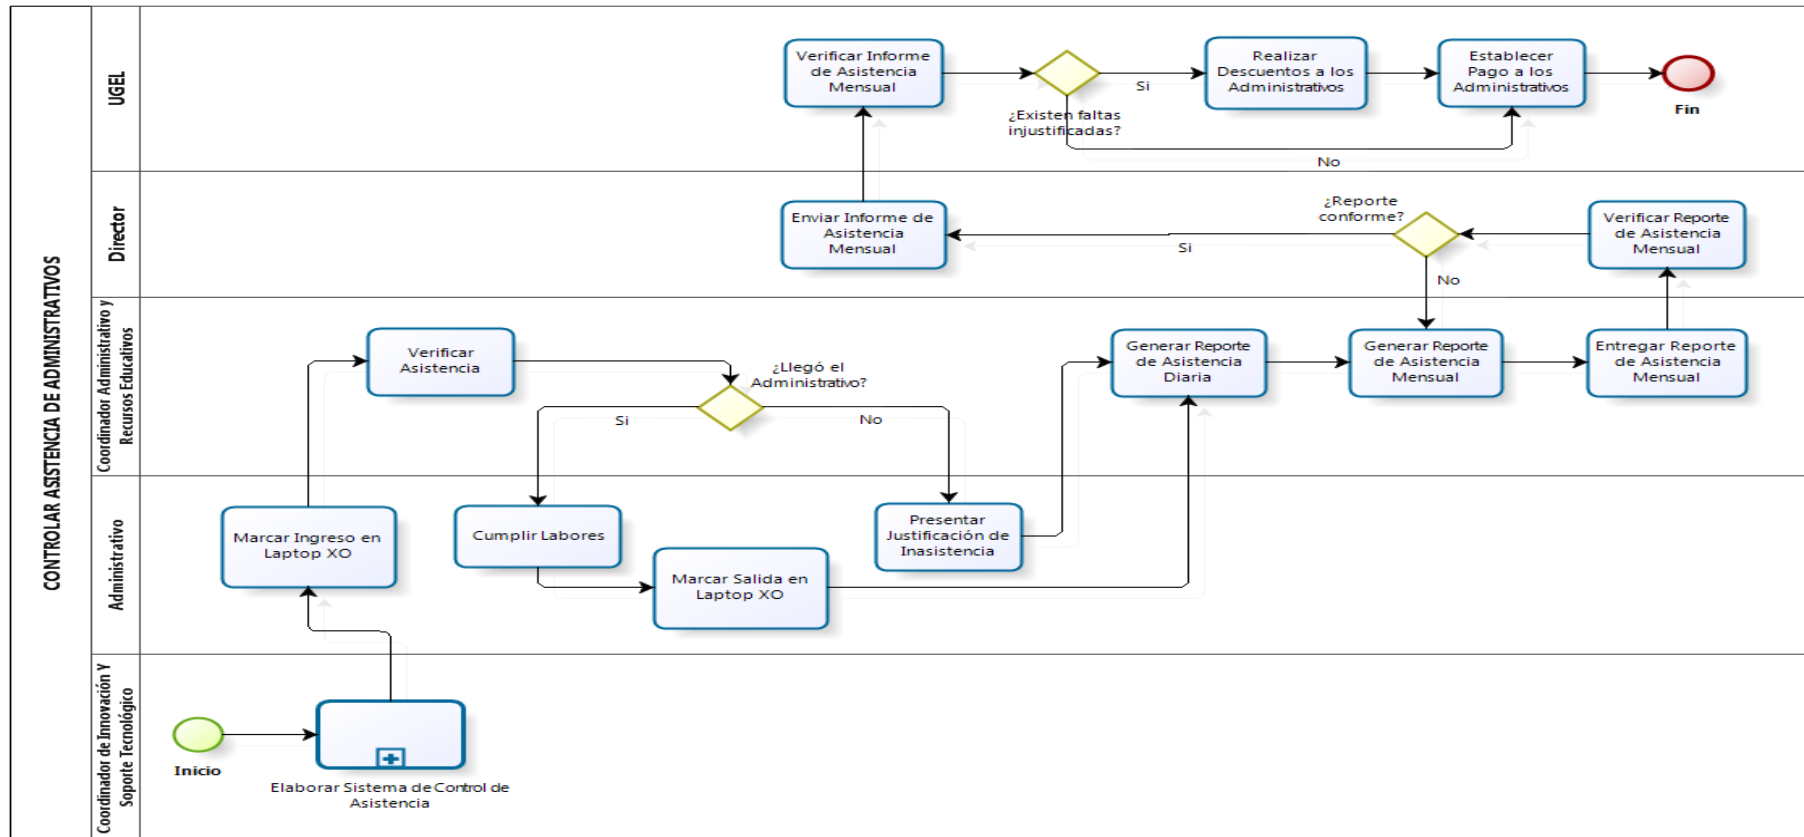 CONTROLAR ASISTENCIA DE ADMINISTRATIVOS
UGEL
Verificar Informe
de Asistencia
Mensual
¿Existen faltas
injustificadas?
Si
No
Realizar
Descuentos a los
Administrativos
Establecer
Pago a los
Administrativos
Fin
Director
Enviar Informe de
Asistencia
Mensual
Si
¿Reporte
conforme?
No
Verificar Reporte
de Asistencia
Mensual
Coordinador Administrativo y
Recursos Educativos
Verificar
Asistencia
¿Llegó el
Administrativo?
Si
No
Generar Reporte
de Asistencia
Diaria
Generar Reporte
de Asistencia
Mensual
Entregar Reporte
de Asistencia
Mensual
Administrativo
Marcar Ingreso en
Laptop XO
Cumplir Labores
Marcar Salida en
Laptop XO
Presentar
Justificación de
Inasistencia
Coordinador de Innovación Y
Soporte Tecnológico
Inicio
Elaborar Sistema de Control de
Asistencia